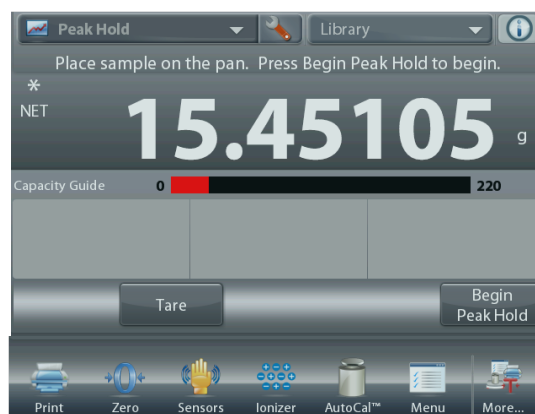 Peak Hold Library
Place sample on the pan. Press Begin Peak Hold to begin.
*
NET
15.45105 g
Capacity Guide 0 220
Tare
Begin
Peak Hold
Print Zero Sensors Ionizer AutoCal™ Menu More...